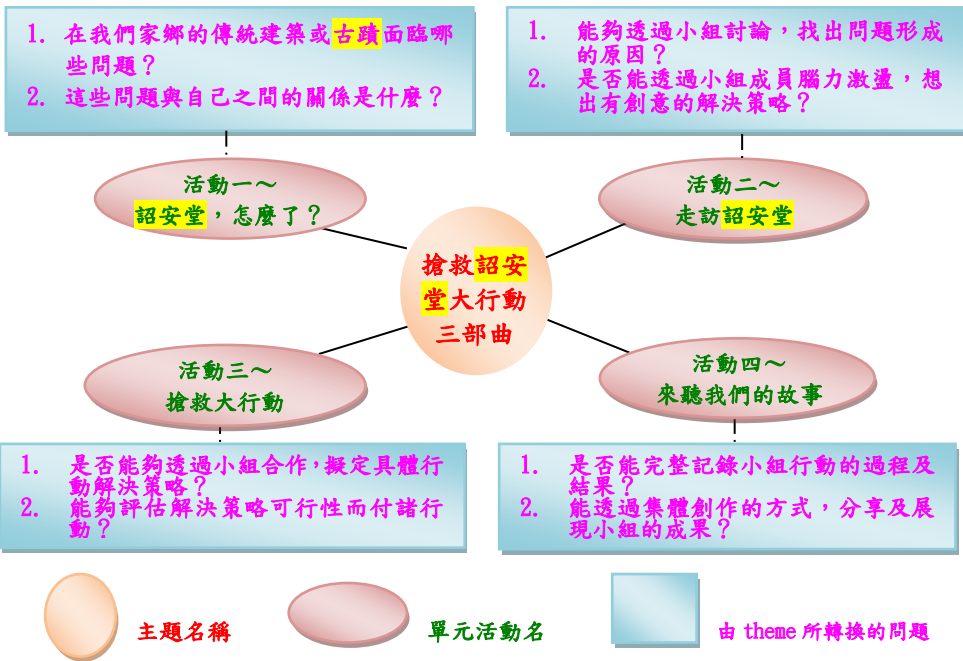 1. 在我們家鄉的傳統建築或古蹟面臨哪
些問題？
2. 這些問題與自己之間的關係是什麼？
1. 能夠透過小組討論，找出問題形成
的原因？
2. 是否能透過小組成員腦力激盪，想
出有創意的解決策略？
活動一～
詔安堂，怎麼了？
活動二～
走訪詔安堂
搶救詔安
堂大行動
三部曲
活動三～
搶救大行動
活動四～
來聽我們的故事
1. 是否能夠透過小組合作，擬定具體行
動解決策略？
2. 能夠評估解決策略可行性而付諸行
動？
1. 是否能完整記錄小組行動的過程及
結果？
2. 能透過集體創作的方式，分享及展
現小組的成果？
主題名稱
單元活動名
由 theme 所轉換的問題